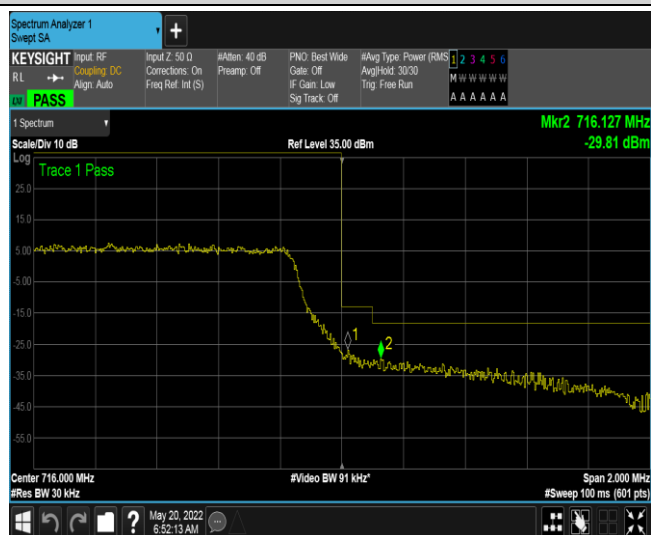 Spectrum Analyzer 1
Swept SA
+
KEYSIGHT Input: RF Input Z: 50 Ω #Atten: 40 dB PNO: Best Wide #Avg Type: Power (RMS 1 2 3 4 5 6
RL Coupling: DC Corrections: On Preamp: Off Gate: Off Avg|Hold: 30/30 M W W W W W
Align: Auto Freq Ref: Int (S) IF Gain: Low Trig: Free Run
Sig Track: Off A A A A A A
LXI PASS
1 Spectrum Mkr2 716.127 MHz
Scale/Div 10 dB Ref Level 35.00 dBm -29.81 dBm
Log
Trace 1 Pass
25.0
15.0
5.00
-5.00
-15.0
-25.0
1
2
-35.0
-45.0
-55.0
Center 716.000 MHz #Video BW 91 kHz* Span 2.000 MHz
#Res BW 30 kHz #Sweep 100 ms (601 pts)
? May 20, 2022
6:52:13 AM